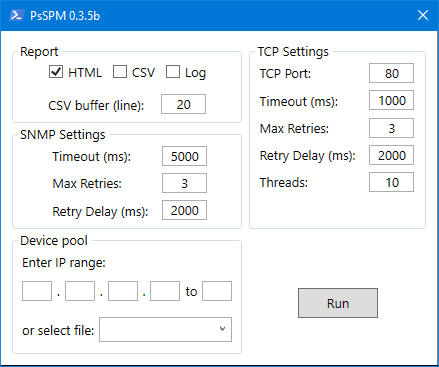 PsSPM 0.3.5b
Report
HTML CSV Log
CSV buffer (line): 20
SNMP Settings
Timeout (ms): 5000
Max Retries: 3
Retry Delay (ms): 2000
Device pool
Enter IP range:
. . . to
or select file:
TCP Settings
TCP Port: 80
Timeout (ms): 1000
Max Retries: 3
Retry Delay (ms): 2000
Threads: 10
Run